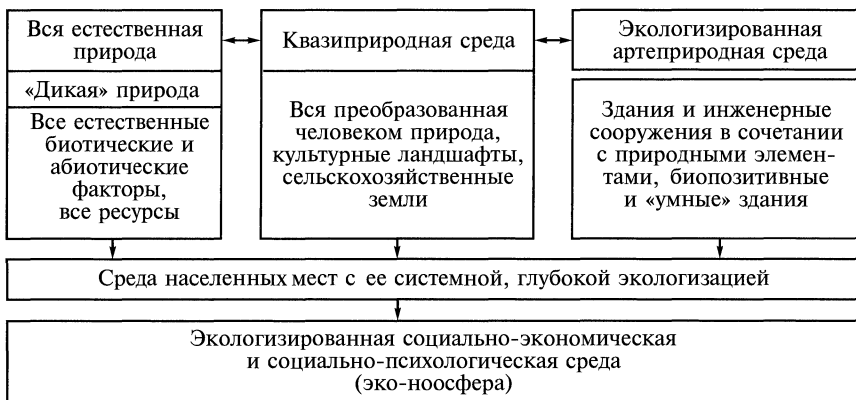 Вся естественная
природа
Квазиприродная среда
Экологизированная
артеприродная среда
«Дикая» природа
Все естественные
биотические и
абиотические
факторы,
все ресурсы
Вся преобразованная
человеком природа,
культурные ландшафты,
сельскохозяйственные
земли
Здания и инженерные
сооружения в сочетании
с природными элемен-
тами, биопозитивные
и «умные» здания
Среда населенных мест с ее системной, глубокой экологизацией
Экологизированная социально-экономическая
и социально-психологическая среда
(эко-ноосфера)